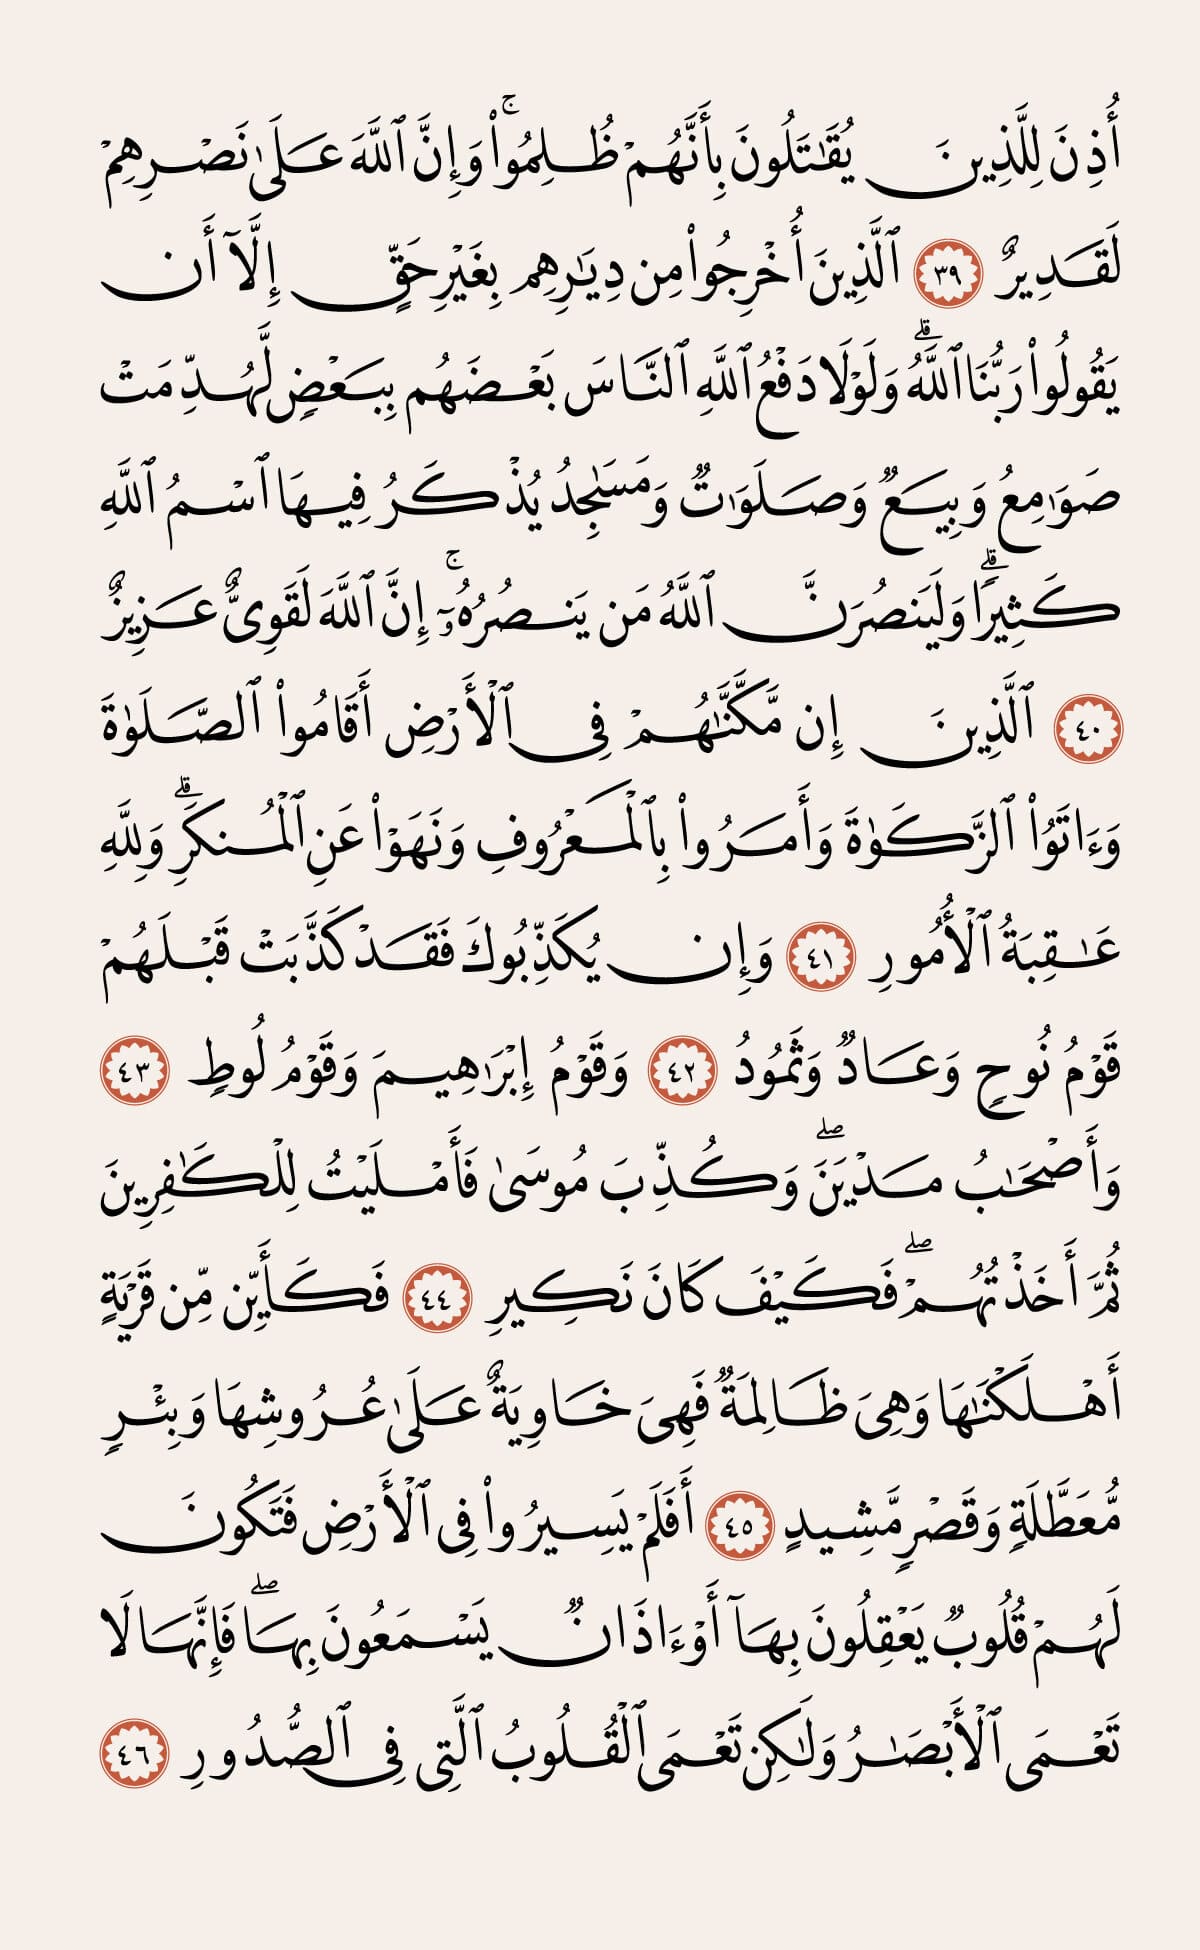 أُذِنَ لِلَّذِينَ يُقَٰتَلُونَ بِأَنَّهُمْ ظُلِمُوا۟ ۚ وَإِنَّ ٱللَّهَ عَلَىٰ نَصْرِهِمْ
لَقَدِيرٌ ٣٩ ٱلَّذِينَ أُخْرِجُوا۟ مِن دِيَٰرِهِم بِغَيْرِ حَقٍّ إِلَّآ أَن
يَقُولُوا۟ رَبُّنَا ٱللَّهُ ۗ وَلَوْلَا دَفْعُ ٱللَّهِ ٱلنَّاسَ بَعْضَهُم بِبَعْضٍ لَّهُدِّمَتْ
صَوَٰمِعُ وَبِيَعٌ وَصَلَوَٰتٌ وَمَسَٰجِدُ يُذْكَرُ فِيهَا ٱسْمُ ٱللَّهِ
كَثِيرًا ۗ وَلَيَنصُرَنَّ ٱللَّهُ مَن يَنصُرُهُۥٓ ۚ إِنَّ ٱللَّهَ لَقَوِىٌّ عَزِيزٌ
٤٠ ٱلَّذِينَ إِن مَّكَّنَّٰهُمْ فِى ٱلْأَرْضِ أَقَامُوا۟ ٱلصَّلَوٰةَ
وَءَاتَوُا۟ ٱلزَّكَوٰةَ وَأَمَرُوا۟ بِٱلْمَعْرُوفِ وَنَهَوْا۟ عَنِ ٱلْمُنكَرِ ۗ وَلِلَّهِ
عَٰقِبَةُ ٱلْأُمُورِ ٤١ وَإِن يُكَذِّبُوكَ فَقَدْ كَذَّبَتْ قَبْلَهُمْ
قَوْمُ نُوحٍ وَعَادٌ وَثَمُودُ ٤٢ وَقَوْمُ إِبْرَٰهِيمَ وَقَوْمُ لُوطٍ ٤٣
وَأَصْحَٰبُ مَدْيَنَ ۖ وَكُذِّبَ مُوسَىٰ فَأَمْلَيْتُ لِلْكَٰفِرِينَ
ثُمَّ أَخَذْتُهُمْ ۖ فَكَيْفَ كَانَ نَكِيرِ ٤٤ فَكَأَيِّن مِّن قَرْيَةٍ
أَهْلَكْنَٰهَا وَهِىَ ظَالِمَةٌ فَهِىَ خَاوِيَةٌ عَلَىٰ عُرُوشِهَا وَبِئْرٍ
مُّعَطَّلَةٍ وَقَصْرٍ مَّشِيدٍ ٤٥ أَفَلَمْ يَسِيرُوا۟ فِى ٱلْأَرْضِ فَتَكُونَ
لَهُمْ قُلُوبٌ يَعْقِلُونَ بِهَآ أَوْ ءَاذَانٌ يَسْمَعُونَ بِهَا ۖ فَإِنَّهَا لَا
تَعْمَى ٱلْأَبْصَٰرُ وَلَٰكِن تَعْمَى ٱلْقُلُوبُ ٱلَّتِى فِى ٱلصُّدُورِ ٤٦